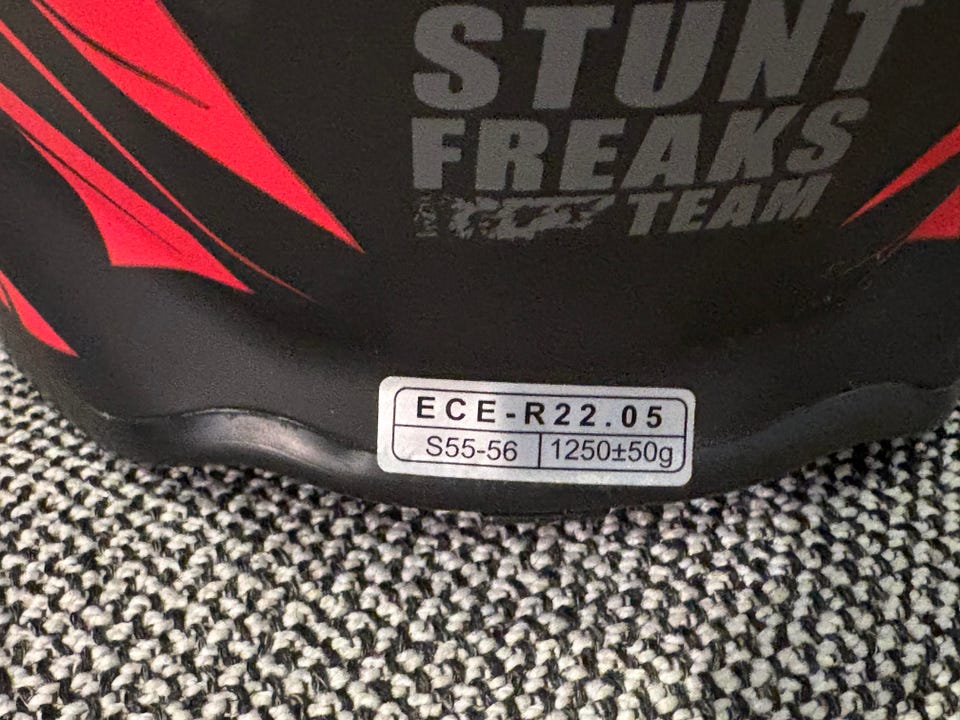 STUNT
FREAKS
TEAM
ECE-R22.05
S55-56 1250±50g